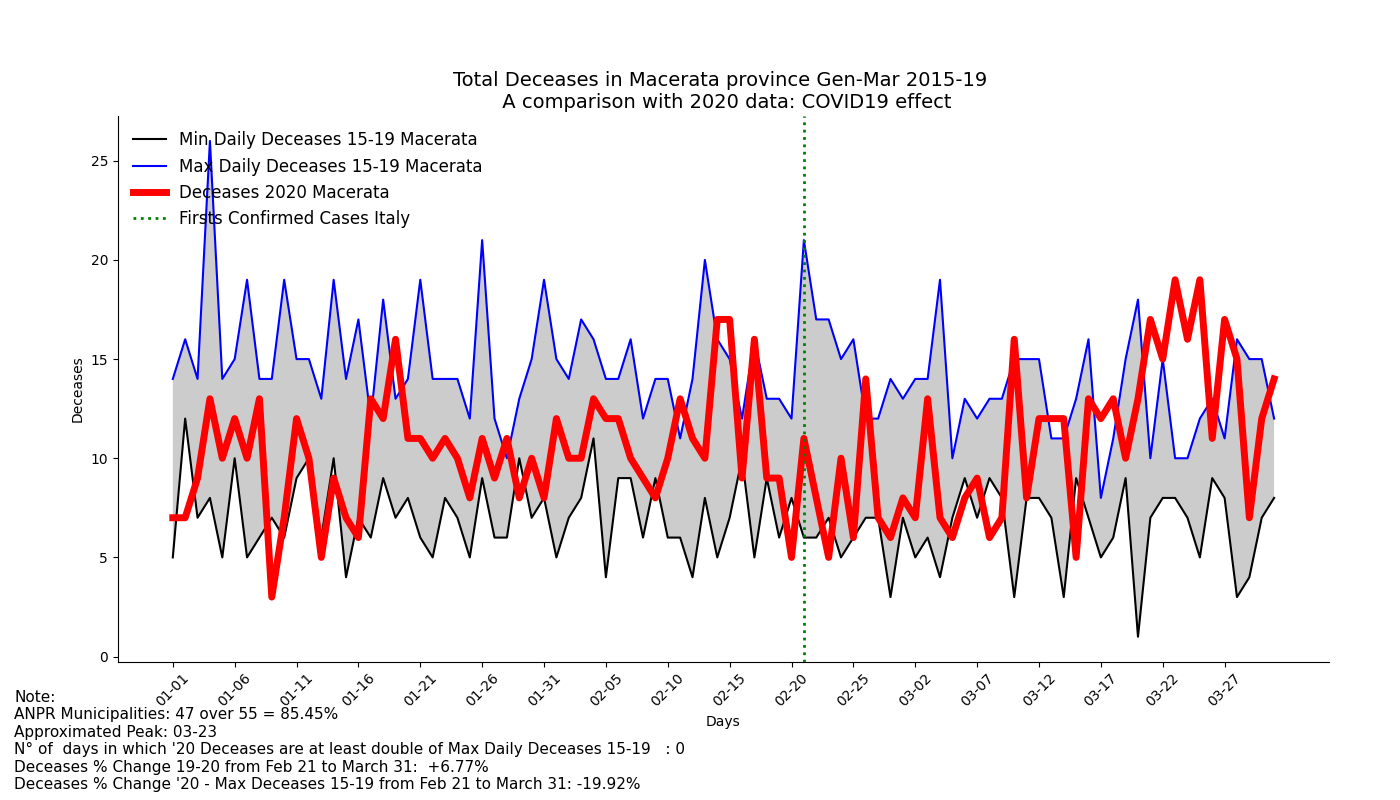 Total Deceases in Macerata province Gen-Mar 2015-19
A comparison with 2020 data: COVID19 effect
Min Daily Deceases 15-19 Macerata
Max Daily Deceases 15-19 Macerata
Deceases 2020 Macerata
Firsts Confirmed Cases Italy
25
20
15
10
5
0
Deceases
01-01
01-06
01-11
01-16
01-21
01-26
01-31
02-05
02-10
02-15
02-20
02-25
03-02
03-07
03-12
03-17
03-22
03-27
Days
Note:
ANPR Municipalities: 47 over 55 = 85.45%
Approximated Peak: 03-23
N° of  days in which '20 Deceases are at least double of Max Daily Deceases 15-19   : 0
Deceases % Change 19-20 from Feb 21 to March 31:  +6.77%
Deceases % Change '20 - Max Deceases 15-19 from Feb 21 to March 31: -19.92%